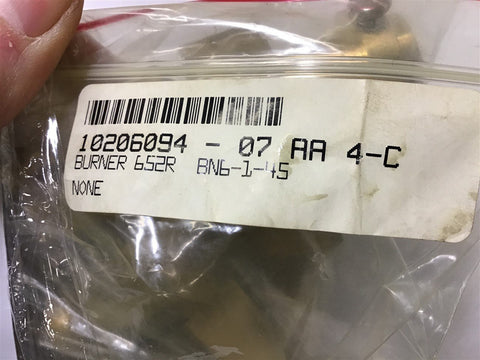 10206094 - 07 AA 4-C
BURNER 652R BN6-1-45
NONE